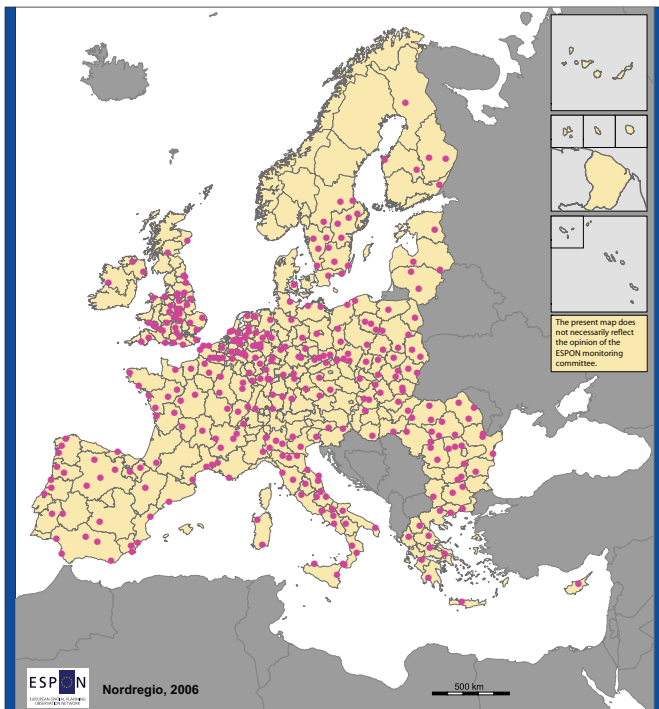 The present map does
not necessarily reflect
the opinion of the
ESPON monitoring
committee.
ESPON
EUROPEAN SPATIAL PLANNING
OBSERVATION NETWORK
Nordregio, 2006
500 km